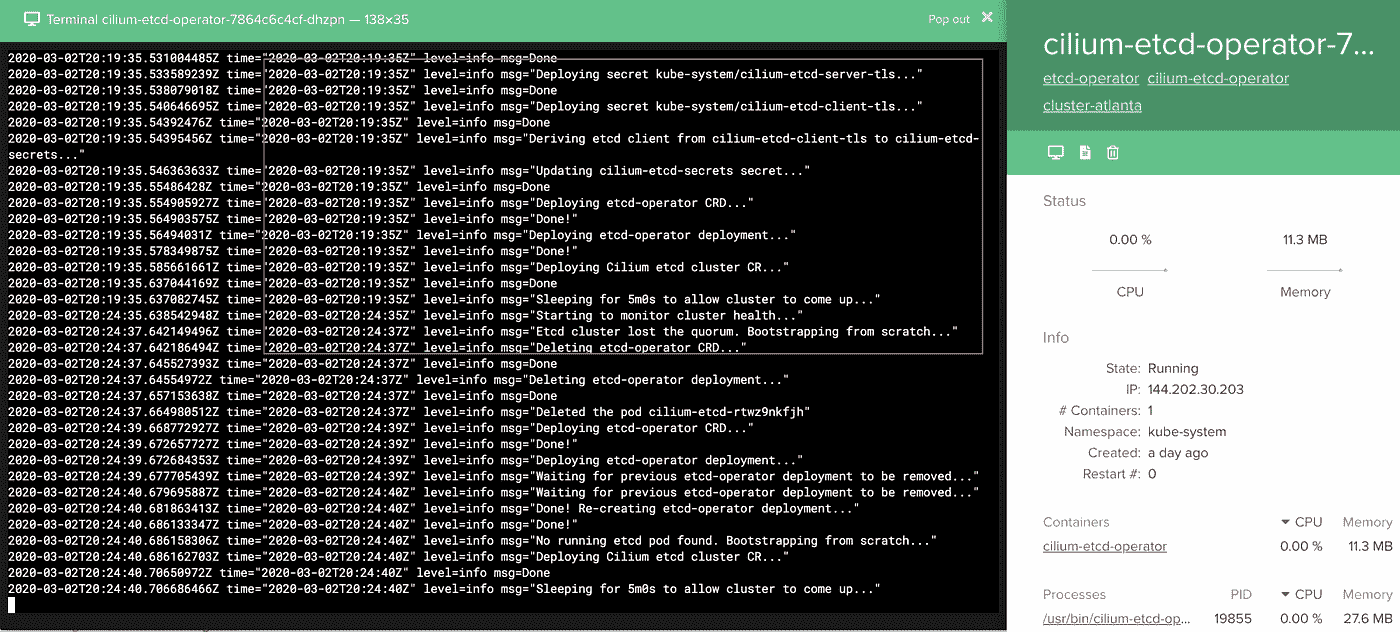 Terminal cilium-etcd-operator-7864c6c4cf-dhzpn — 138×35
Pop out ✕
2020-03-02T20:19:35.531004485Z time="2020-03-02T20:19:35Z" level=info msg=Done
2020-03-02T20:19:35.533589239Z time="2020-03-02T20:19:35Z" level=info msg="Deploying secret kube-system/cilium-etcd-server-tls..."
2020-03-02T20:19:35.538079018Z time="2020-03-02T20:19:35Z" level=info msg=Done
2020-03-02T20:19:35.540646695Z time="2020-03-02T20:19:35Z" level=info msg="Deploying secret kube-system/cilium-etcd-client-tls..."
2020-03-02T20:19:35.54392476Z time="2020-03-02T20:19:35Z" level=info msg=Done
2020-03-02T20:19:35.54395456Z time="2020-03-02T20:19:35Z" level=info msg="Deriving etcd client from cilium-etcd-client-tls to cilium-etcd-
secrets..."
2020-03-02T20:19:35.546363633Z time="2020-03-02T20:19:35Z" level=info msg="Updating cilium-etcd-secrets secret..."
2020-03-02T20:19:35.55486428Z time="2020-03-02T20:19:35Z" level=info msg=Done
2020-03-02T20:19:35.554905927Z time="2020-03-02T20:19:35Z" level=info msg="Deploying etcd-operator CRD..."
2020-03-02T20:19:35.564903575Z time="2020-03-02T20:19:35Z" level=info msg="Done!"
2020-03-02T20:19:35.56494031Z time="2020-03-02T20:19:35Z" level=info msg="Deploying etcd-operator deployment..."
2020-03-02T20:19:35.578349875Z time="2020-03-02T20:19:35Z" level=info msg="Done!"
2020-03-02T20:19:35.585661661Z time="2020-03-02T20:19:35Z" level=info msg="Deploying Cilium etcd cluster CR..."
2020-03-02T20:19:35.637044169Z time="2020-03-02T20:19:35Z" level=info msg=Done
2020-03-02T20:19:35.637082745Z time="2020-03-02T20:19:35Z" level=info msg="Sleeping for 5m0s to allow cluster to come up..."
2020-03-02T20:24:35.638542948Z time="2020-03-02T20:24:35Z" level=info msg="Starting to monitor cluster health..."
2020-03-02T20:24:37.642149496Z time="2020-03-02T20:24:37Z" level=info msg="Etcd cluster lost the quorum. Bootstrapping from scratch..."
2020-03-02T20:24:37.642186494Z time="2020-03-02T20:24:37Z" level=info msg="Deleting etcd-operator CRD..."
2020-03-02T20:24:37.645527393Z time="2020-03-02T20:24:37Z" level=info msg=Done
2020-03-02T20:24:37.64554972Z time="2020-03-02T20:24:37Z" level=info msg="Deleting etcd-operator deployment..."
2020-03-02T20:24:37.657153638Z time="2020-03-02T20:24:37Z" level=info msg=Done
2020-03-02T20:24:37.664980512Z time="2020-03-02T20:24:37Z" level=info msg="Deleted the pod cilium-etcd-rtwz9nkfjh"
2020-03-02T20:24:39.668772927Z time="2020-03-02T20:24:39Z" level=info msg="Deploying etcd-operator CRD..."
2020-03-02T20:24:39.672657727Z time="2020-03-02T20:24:39Z" level=info msg="Done!"
2020-03-02T20:24:39.672684353Z time="2020-03-02T20:24:39Z" level=info msg="Deploying etcd-operator deployment..."
2020-03-02T20:24:39.677705439Z time="2020-03-02T20:24:39Z" level=info msg="Waiting for previous etcd-operator deployment to be removed..."
2020-03-02T20:24:40.679695887Z time="2020-03-02T20:24:40Z" level=info msg="Waiting for previous etcd-operator deployment to be removed..."
2020-03-02T20:24:40.681863413Z time="2020-03-02T20:24:40Z" level=info msg="Done! Re-creating etcd-operator deployment..."
2020-03-02T20:24:40.686133347Z time="2020-03-02T20:24:40Z" level=info msg="Done!"
2020-03-02T20:24:40.686158306Z time="2020-03-02T20:24:40Z" level=info msg="No running etcd pod found. Bootstrapping from scratch..."
2020-03-02T20:24:40.686162703Z time="2020-03-02T20:24:40Z" level=info msg="Deploying Cilium etcd cluster CR..."
2020-03-02T20:24:40.70650972Z time="2020-03-02T20:24:40Z" level=info msg=Done
2020-03-02T20:24:40.706686466Z time="2020-03-02T20:24:40Z" level=info msg="Sleeping for 5m0s to allow cluster to come up..."
cilium-etcd-operator-7...
etcd-operator cilium-etcd-operator
cluster-atlanta
Status
0.00 % 11.3 MB
CPU Memory
Info
State: Running
IP: 144.202.30.203
# Containers: 1
Namespace: kube-system
Created: a day ago
Restart #: 0
Containers CPU Memory
cilium-etcd-operator 0.00 % 11.3 MB
Processes PID CPU Memory
/usr/bin/cilium-etcd-op... 19855 0.00 % 27.6 MB